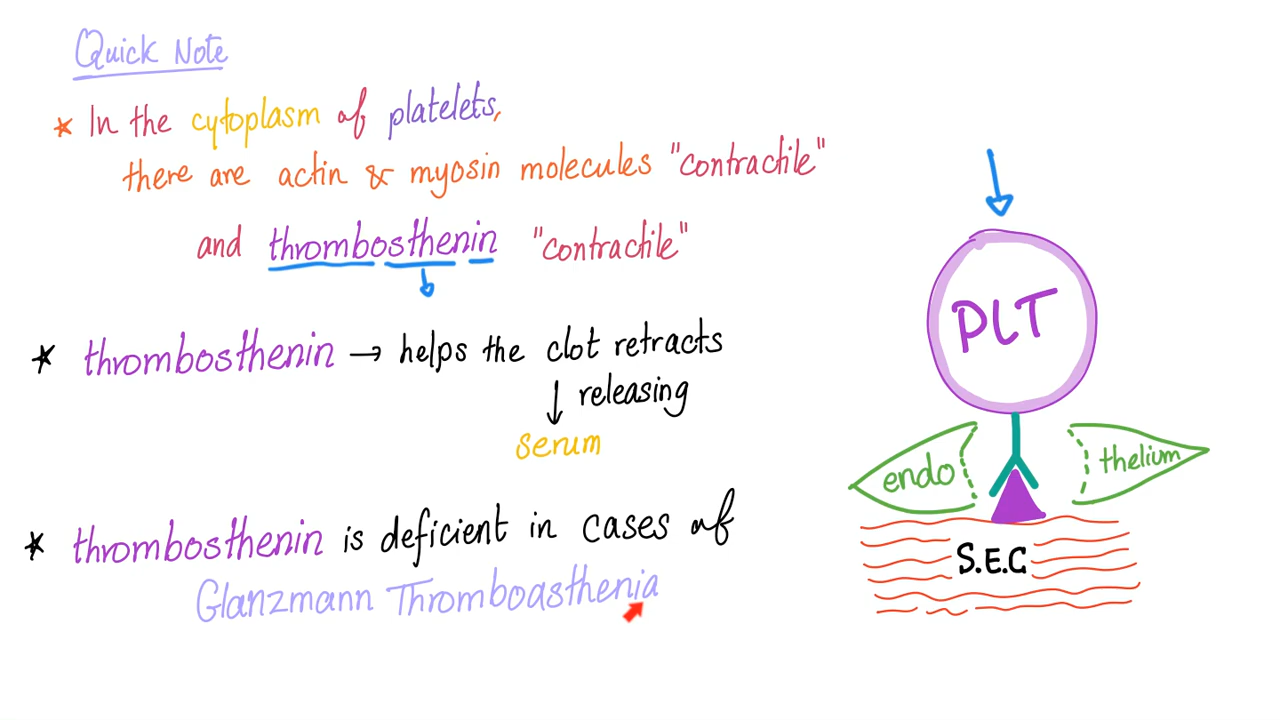 Quick Note
* In the cytoplasm of platelets,
there are actin & myosin molecules "contractile"
and thrombosthenin "contractile"
* thrombosthenin → helps the clot retracts
↓ releasing
serum
* thrombosthenin is deficient in cases of
Glanzmann Thromboasthenia
PLT
endo thelium
S.E.C